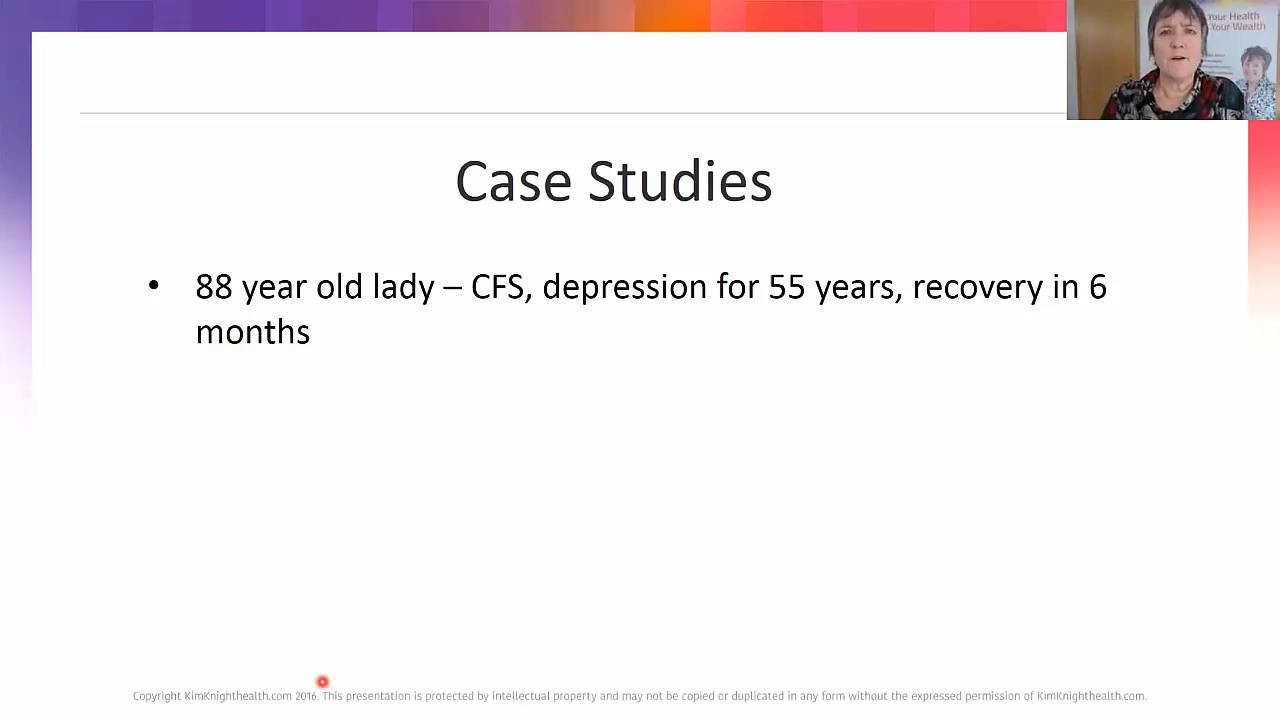 Your Health
Your Wealth
Case Studies
• 88 year old lady – CFS, depression for 55 years, recovery in 6
months
Copyright KimKnighthealth.com 2016. This presentation is protected by intellectual property and may not be copied or duplicated in any form without the expressed permission of KimKnighthealth.com.